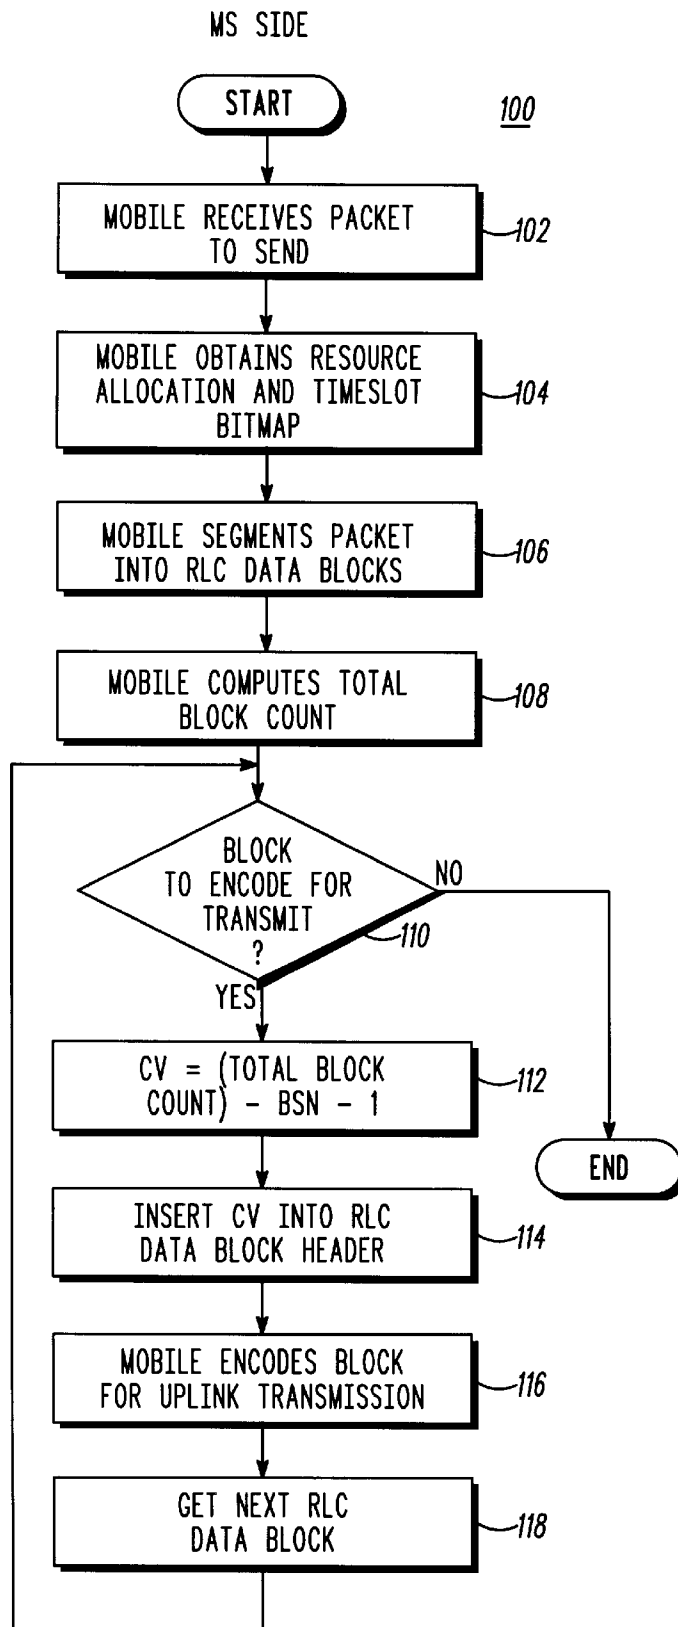 MS SIDE
START
100
MOBILE RECEIVES PACKET
TO SEND
102
MOBILE OBTAINS RESOURCE
ALLOCATION AND TIMESLOT
BITMAP
104
MOBILE SEGMENTS PACKET
INTO RLC DATA BLOCKS
106
MOBILE COMPUTES TOTAL
BLOCK COUNT
108
BLOCK
TO ENCODE FOR
TRANSMIT
?
NO
110
YES
CV = (TOTAL BLOCK
COUNT) - BSN - 1
112
END
INSERT CV INTO RLC
DATA BLOCK HEADER
114
MOBILE ENCODES BLOCK
FOR UPLINK TRANSMISSION
116
GET NEXT RLC
DATA BLOCK
118